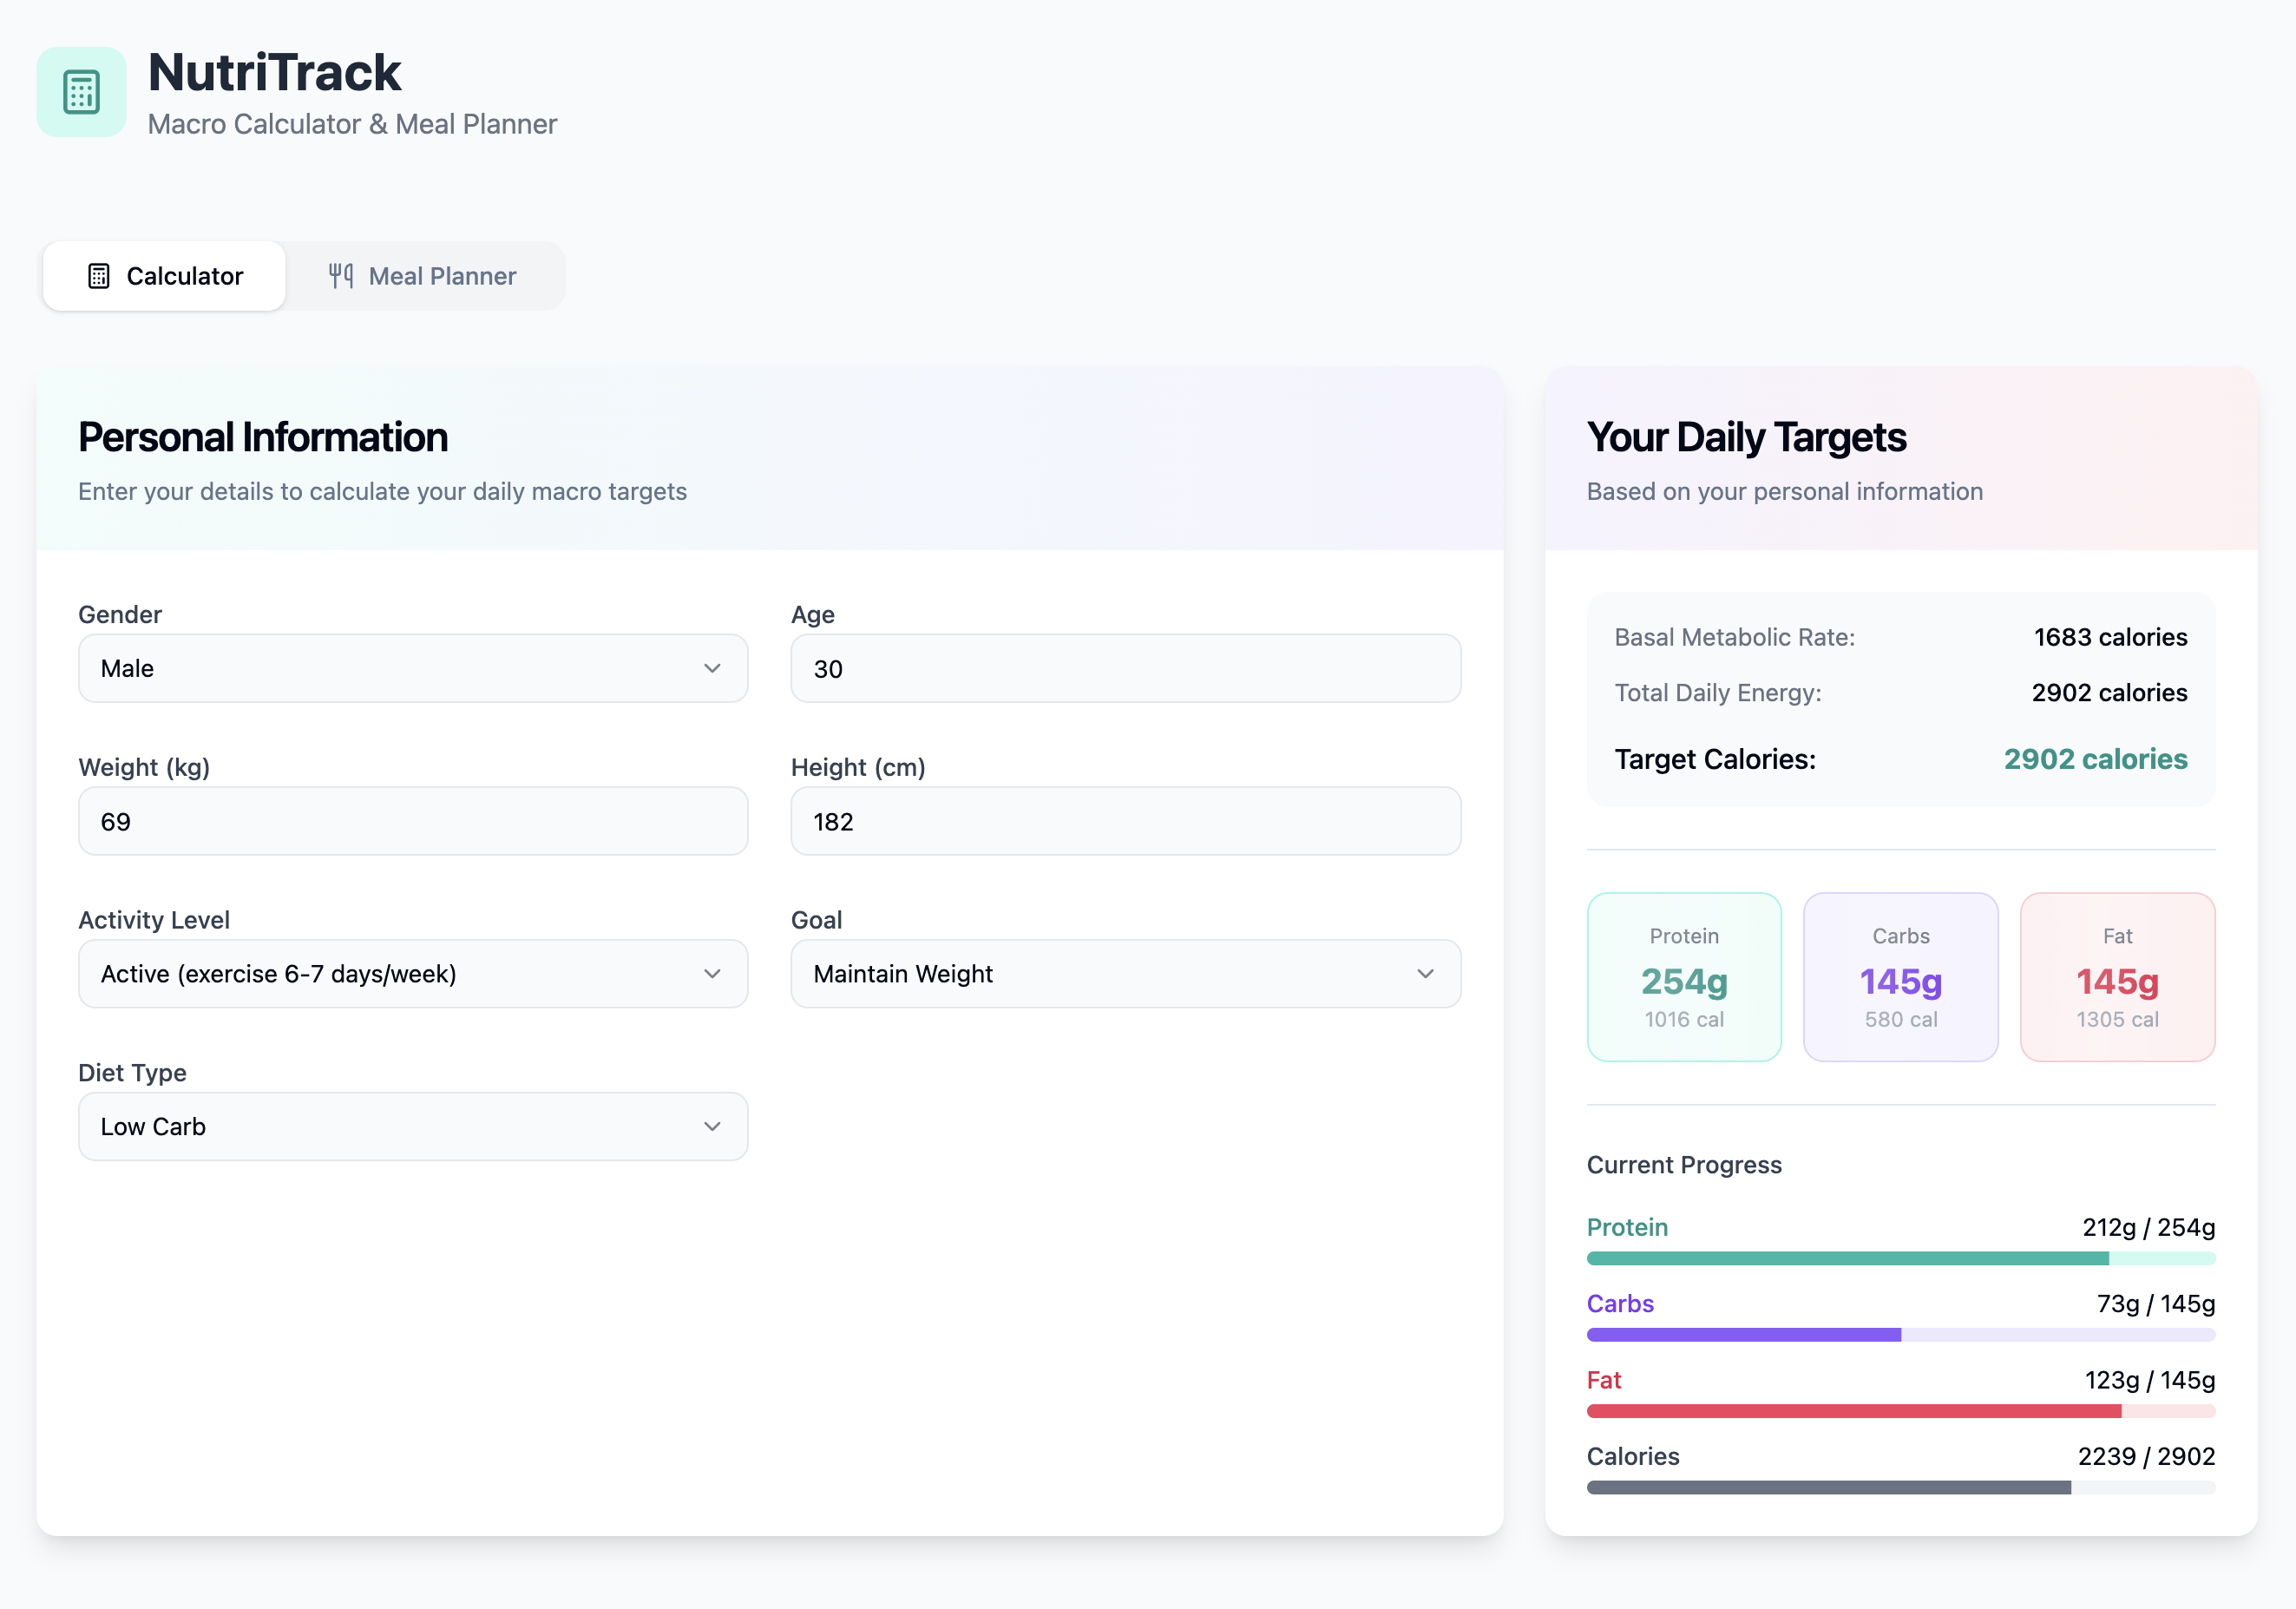 NutriTrack
Macro Calculator & Meal Planner
Calculator
Meal Planner
Personal Information
Enter your details to calculate your daily macro targets
Gender
Male
Age
30
Weight (kg)
69
Height (cm)
182
Activity Level
Active (exercise 6-7 days/week)
Goal
Maintain Weight
Diet Type
Low Carb
Your Daily Targets
Based on your personal information
Basal Metabolic Rate: 1683 calories
Total Daily Energy: 2902 calories
Target Calories: 2902 calories
Protein
254g
1016 cal
Carbs
145g
580 cal
Fat
145g
1305 cal
Current Progress
Protein 212g / 254g
Carbs 73g / 145g
Fat 123g / 145g
Calories 2239 / 2902